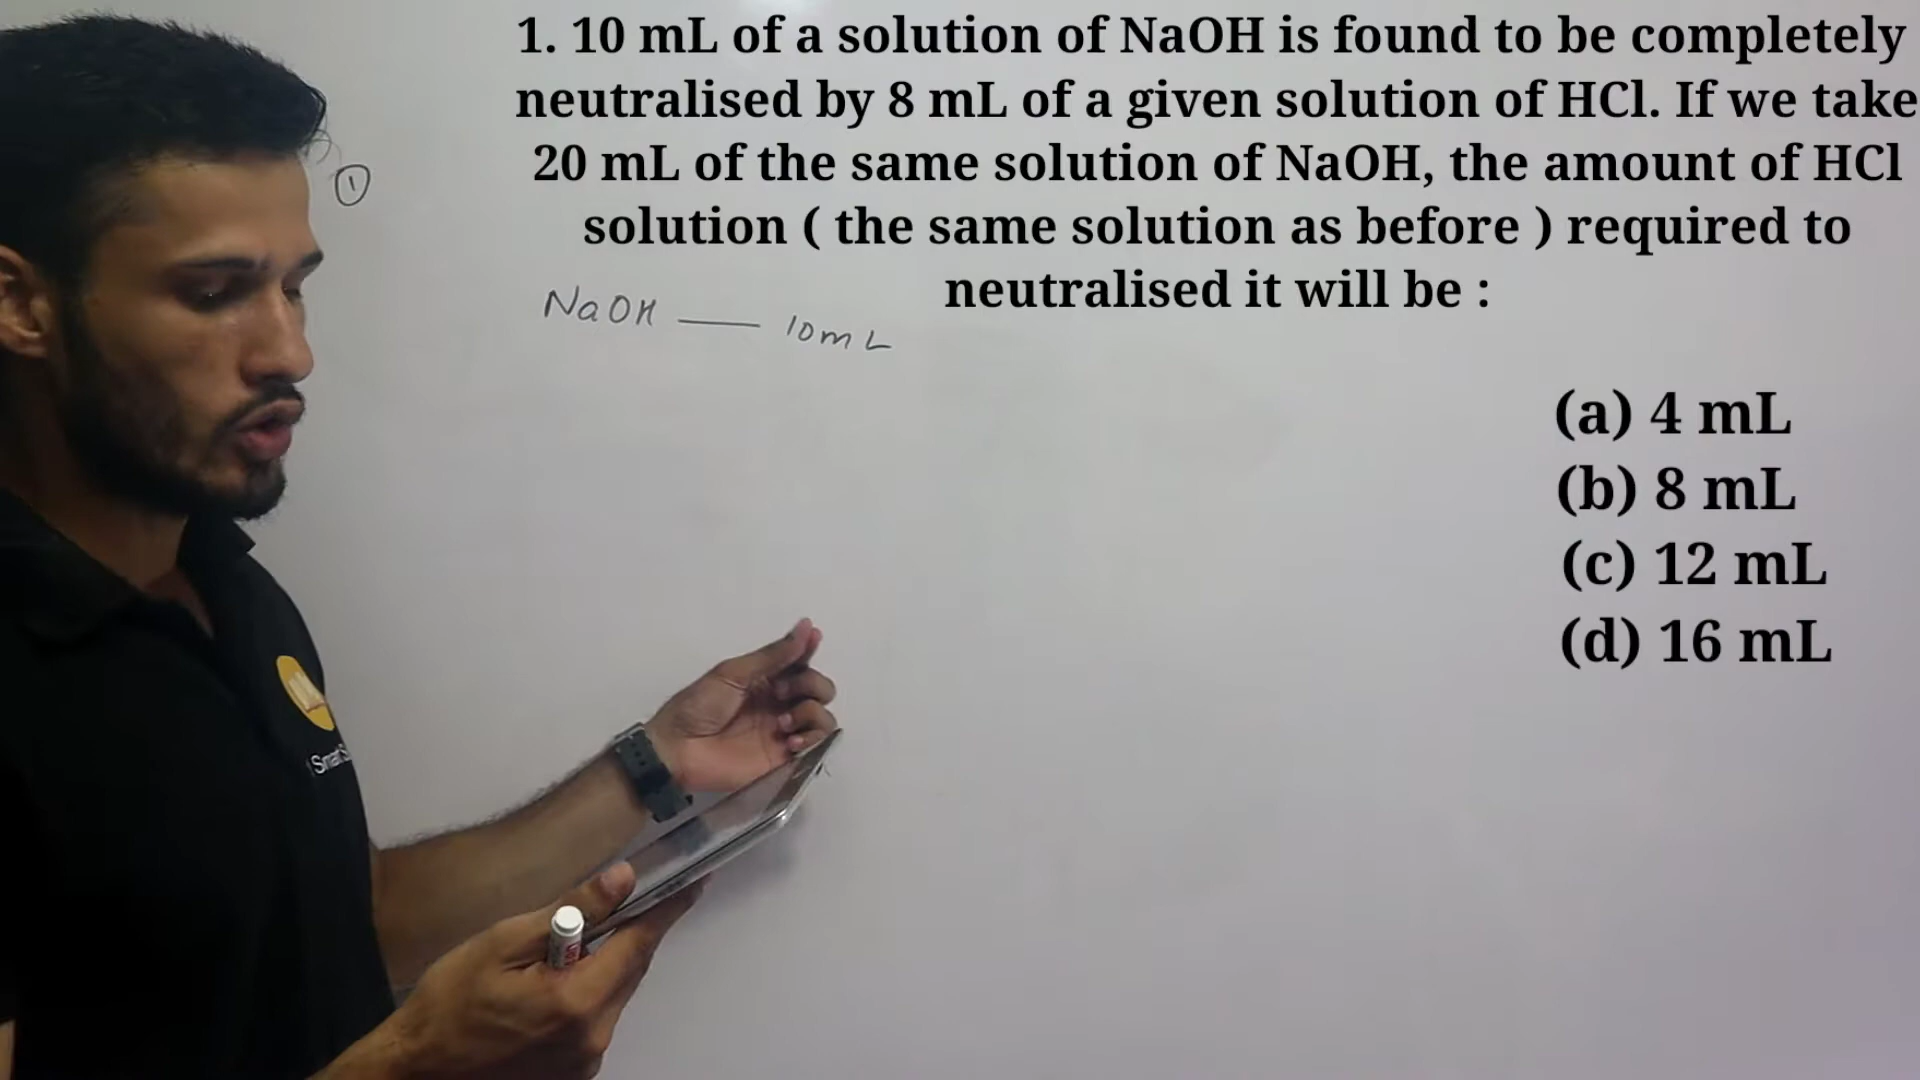 1. 10 mL of a solution of NaOH is found to be completely
neutralised by 8 mL of a given solution of HCl. If we take
20 mL of the same solution of NaOH, the amount of HCl
solution ( the same solution as before ) required to
neutralised it will be :
①
NaOH — 10mL
(a) 4 mL
(b) 8 mL
(c) 12 mL
(d) 16 mL